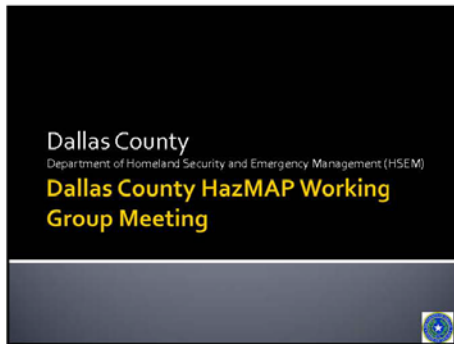 Dallas County
Department of Homeland Security and Emergency Management (HSEM)
Dallas County HazMAP Working
Group Meeting